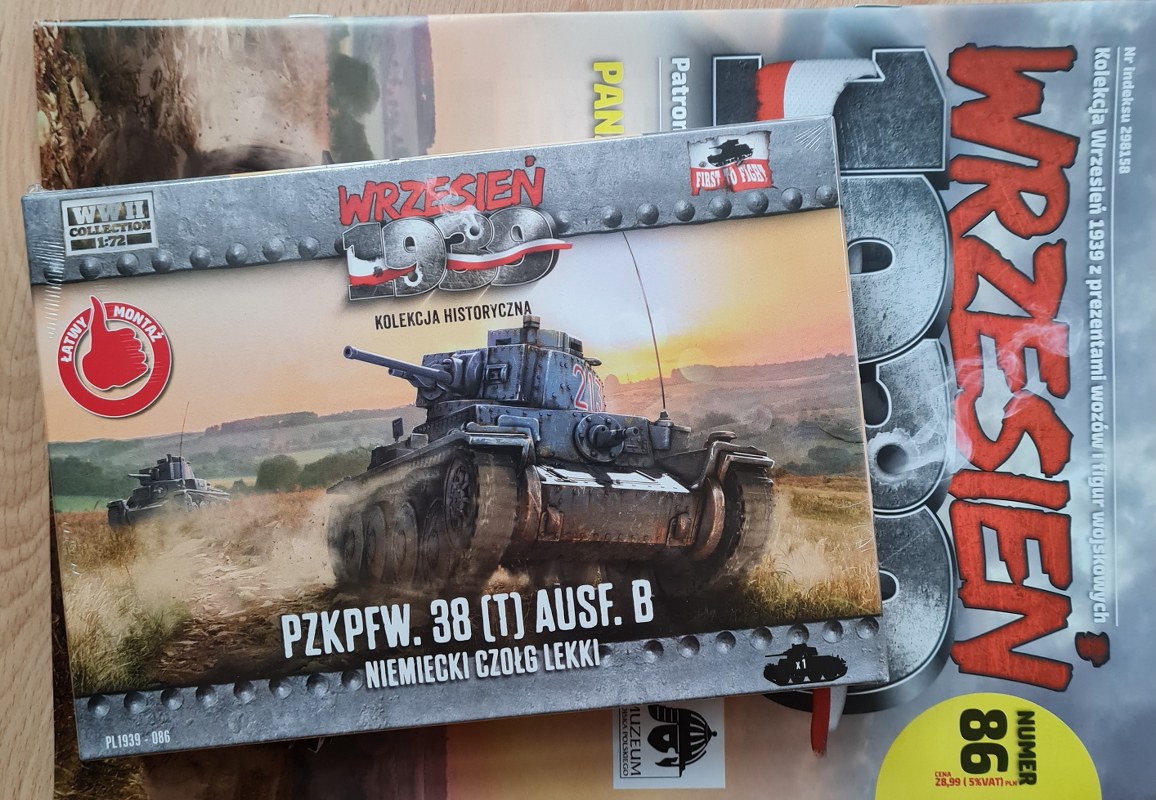 WWII
COLLECTION
1:72
WRZESIEŃ
1939
KOLEKCJA HISTORYCZNA
FIRST TO FIGHT
ŁATWY MONTAŻ
PZKPFW. 38 (T) AUSF. B
NIEMIECKI CZOŁG LEKKI
x1
PL1939 - 086
Nr Indeksu 298158
Kolekcja Wrzesień 1939 z prezentami wozów i figur wojskowych
WRZESIEŃ
NUMER
86
CENA
28,99 (5%VAT) PLN
MUZEUM